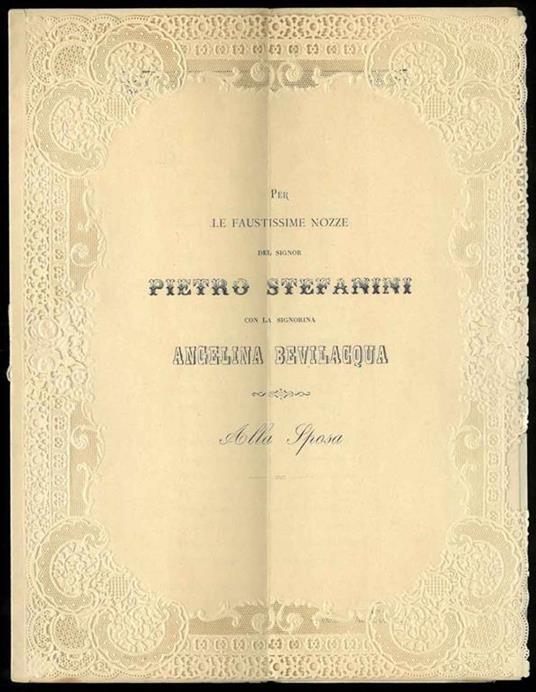 PER
LE FAUSTISSIME NOZZE
DEL SIGNOR
PIETRO STEFANINI
CON LA SIGNORINA
ANGELINA BEVILACQUA
Alla Sposa